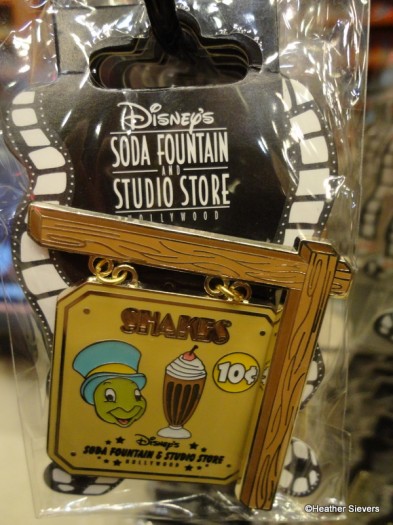 Disney's
SODA FOUNTAIN
AND
STUDIO STORE
HOLLYWOOD
SHAKES
10¢
Disney's
SODA FOUNTAIN & STUDIO STORE
HOLLYWOOD
©Heather Sievers